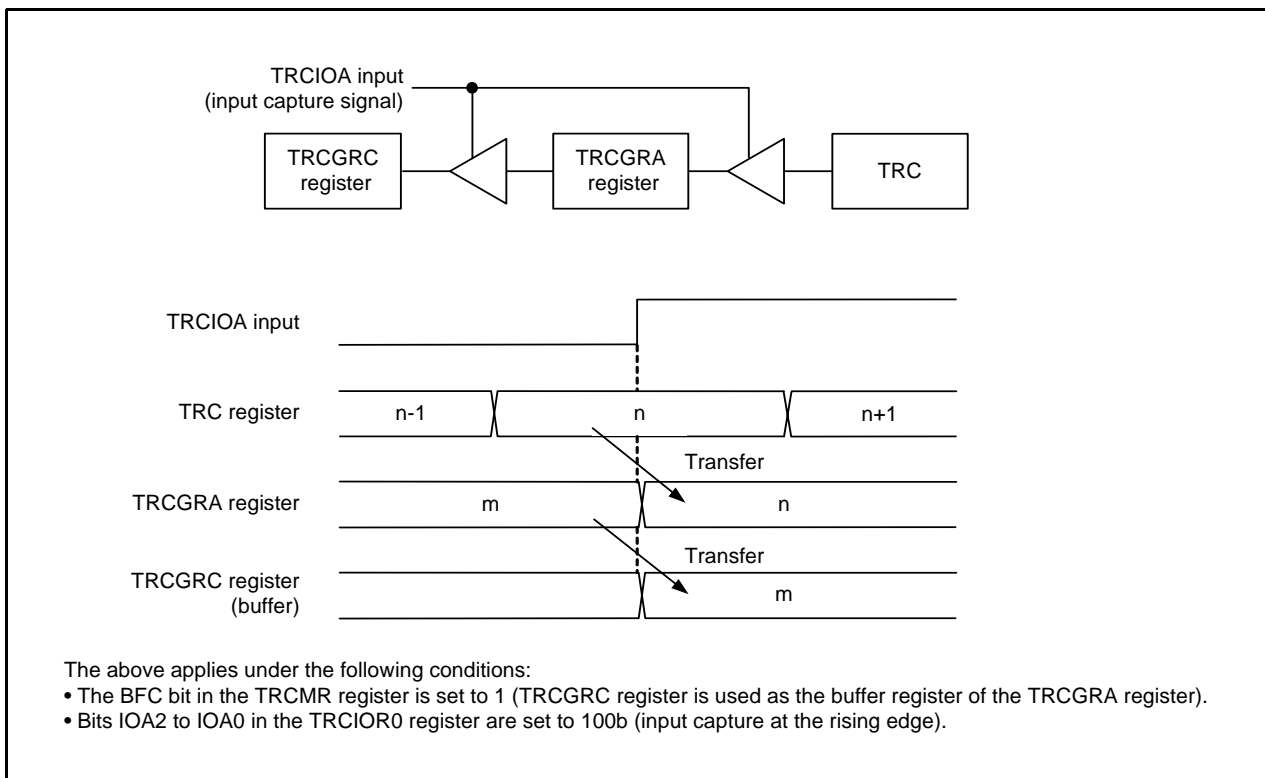 TRCIOA input
(input capture signal)
TRCGRC
register
TRCGRA
register
TRC
TRCIOA input
TRC register
n-1
n
n+1
Transfer
TRCGRA register
m
n
Transfer
TRCGRC register
(buffer)
m
The above applies under the following conditions:
• The BFC bit in the TRCMR register is set to 1 (TRCGRC register is used as the buffer register of the TRCGRA register).
• Bits IOA2 to IOA0 in the TRCIOR0 register are set to 100b (input capture at the rising edge).